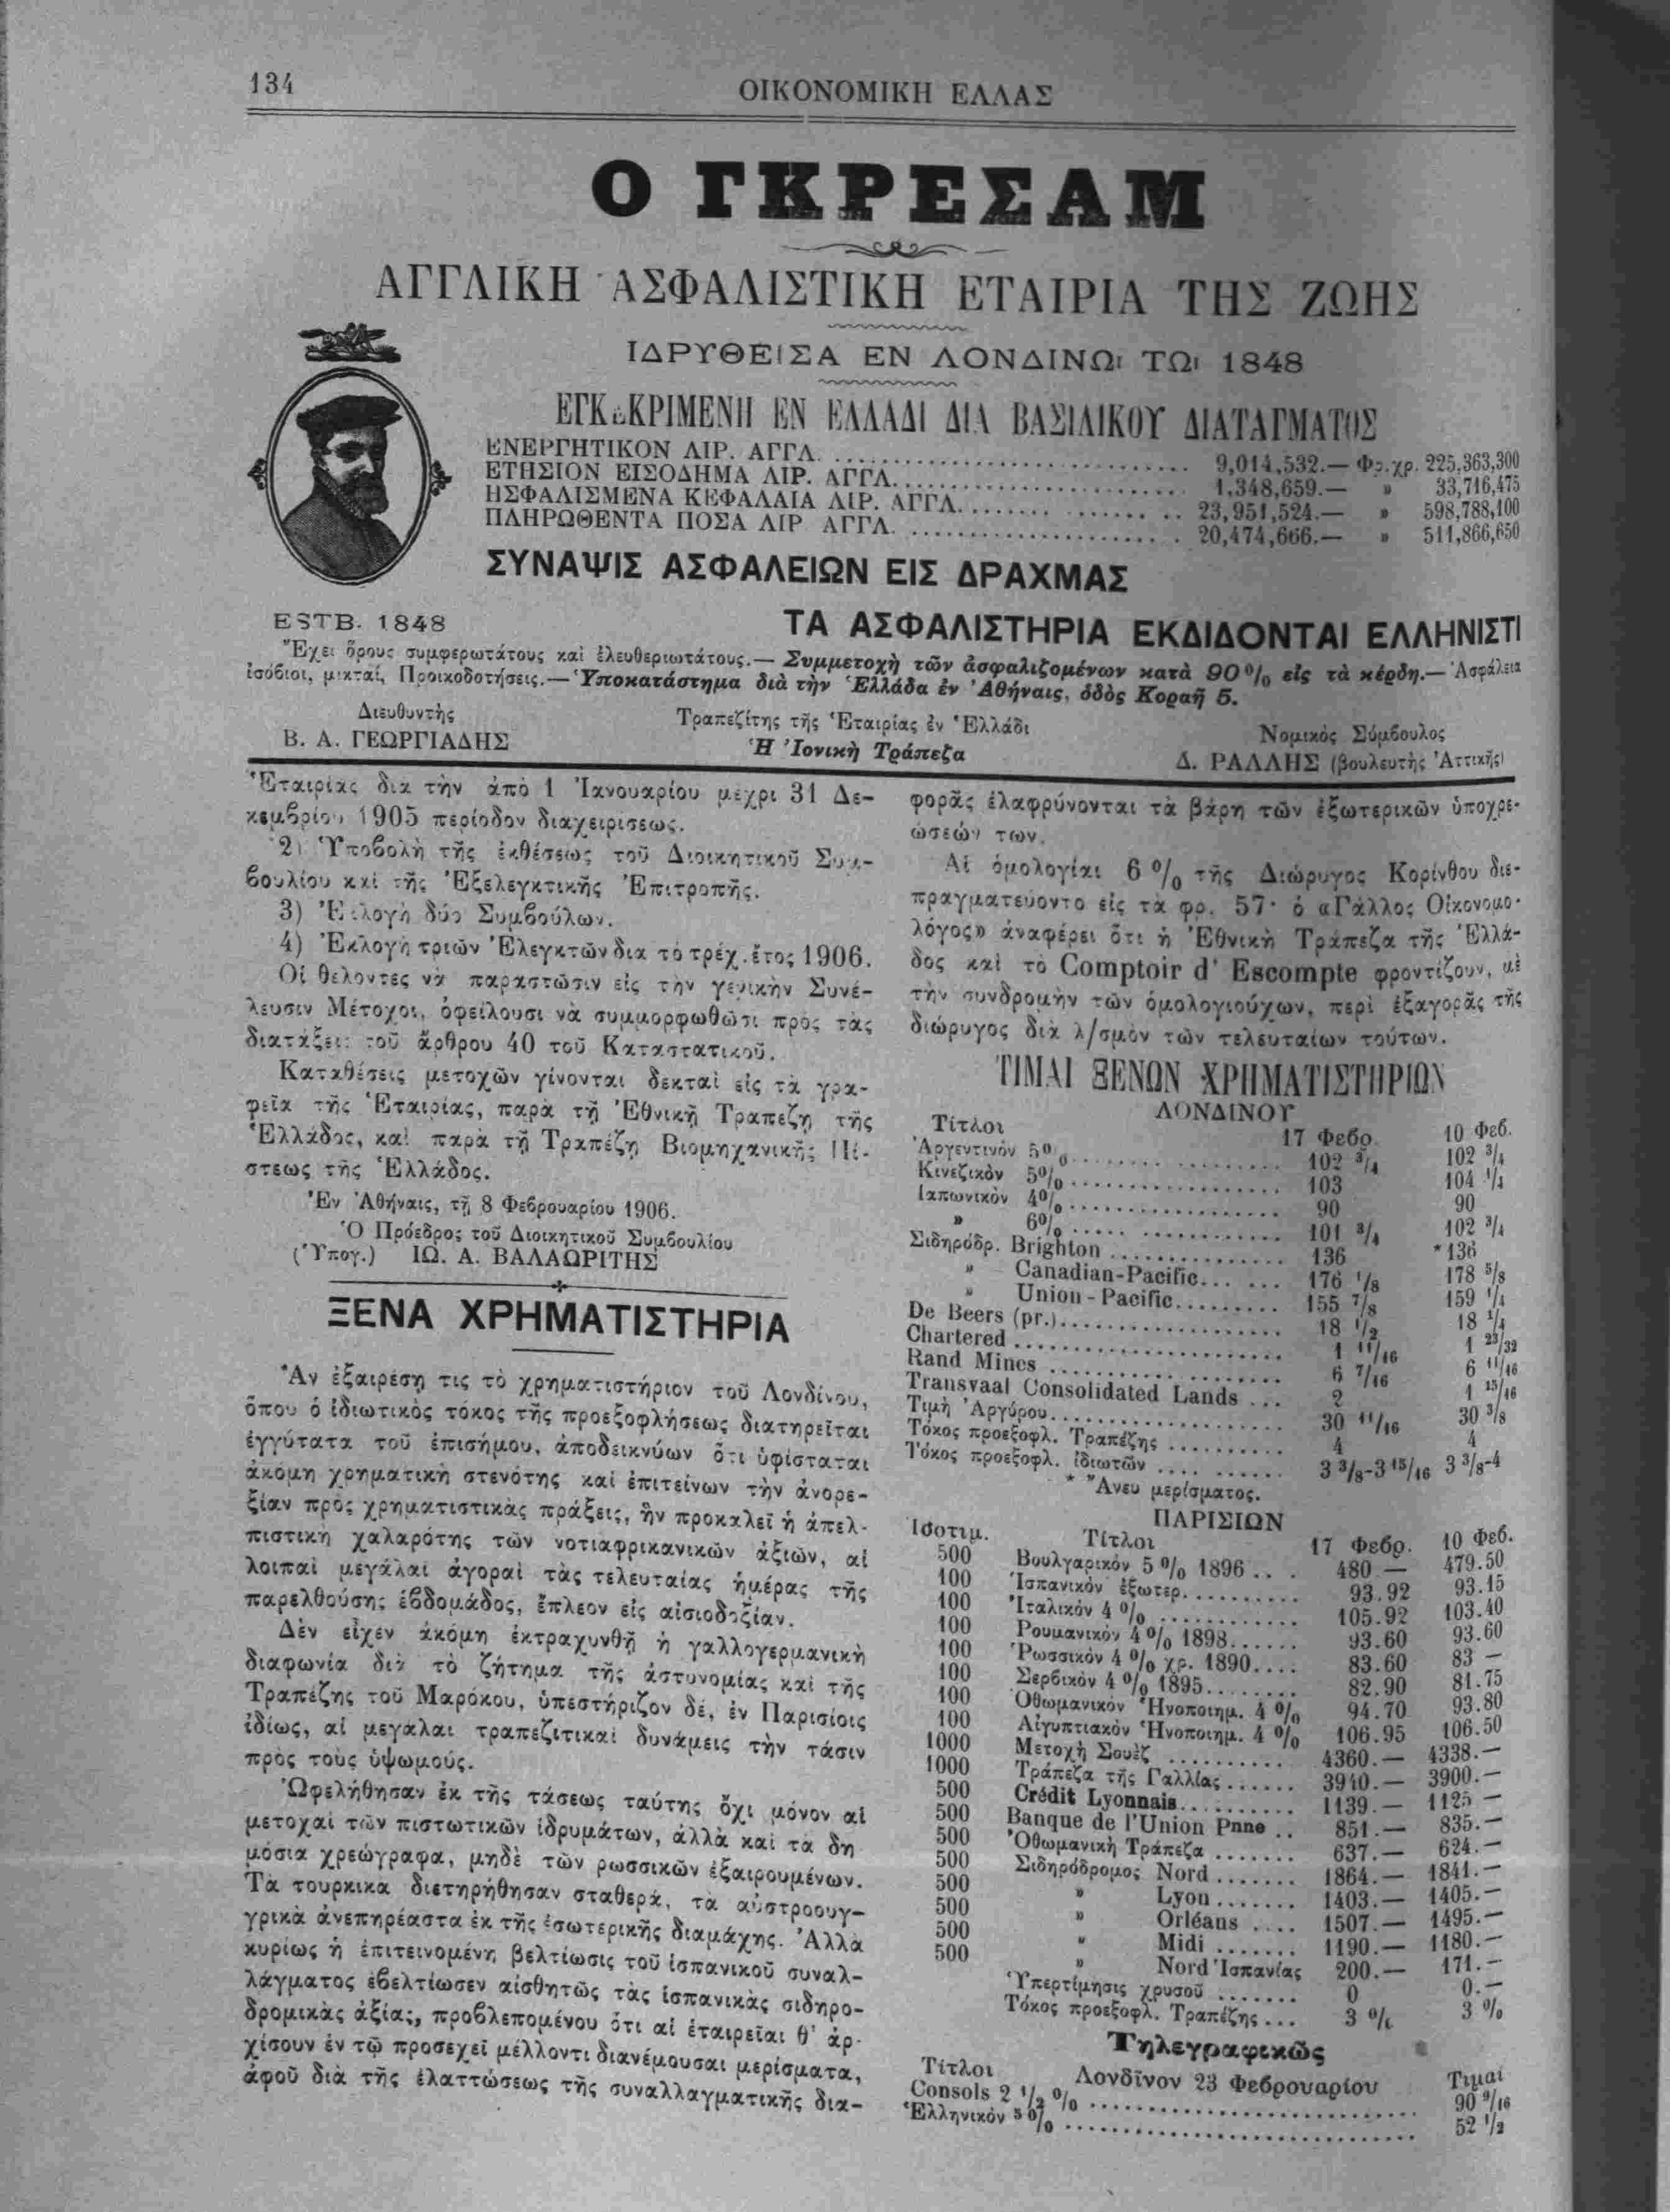 134
ΟΙΚΟΝΟΜΙΚΗ ΕΛΛΑΣ
Ο ΓΚΡΕΣΑΜ
ΑΓΓΛΙΚΗ ΑΣΦΑΛΙΣΤΙΚΗ ΕΤΑΙΡΙΑ ΤΗΣ ΖΩΗΣ
ΙΔΡΥΘΕΙΣΑ ΕΝ ΛΟΝΔΙΝΩι ΤΩι 1848
ΕΓΚεΚΡΙΜΕΝΗ ΕΝ ΕΛΛΑΔΙ ΔΙΑ ΒΑΣΙΛΙΚΟΥ ΔΙΑΤΑΓΜΑΤΟΣ
ΕΝΕΡΓΗΤΙΚΟΝ ΛΙΡ. ΑΓΓΛ. .......... 9,014,532.— Φρ.χρ. 225,363,300
ΕΤΗΣΙΟΝ ΕΙΣΟΔΗΜΑ ΛΙΡ. ΑΓΓΛ. .......... 1,348,659.— » 33,716,475
ΗΣΦΑΛΙΣΜΕΝΑ ΚΕΦΑΛΑΙΑ ΛΙΡ. ΑΓΓΛ. .......... 23,951,524.— » 598,788,100
ΠΛΗΡΩΘΕΝΤΑ ΠΟΣΑ ΛΙΡ. ΑΓΓΛ. .......... 20,474,666.— » 511,866,650
ΣΥΝΑΨΙΣ ΑΣΦΑΛΕΙΩΝ ΕΙΣ ΔΡΑΧΜΑΣ
ESTB. 1848
ΤΑ ΑΣΦΑΛΙΣΤΗΡΙΑ ΕΚΔΙΔΟΝΤΑΙ ΕΛΛΗΝΙΣΤΙ
Ἔχει ὅρους συμφερωτάτους καὶ ἐλευθεριωτάτους.— Συμμετοχὴ τῶν ἀσφαλιζομένων κατὰ 90 % εἰς τὰ κέρδη.— Ἀσφάλεια
ἰσόβιοι, μικταί, Προικοδοτήσεις.— Ὑποκατάστημα διὰ τὴν Ἑλλάδα ἐν Ἀθήναις, ὁδὸς Κοραῆ 5.
Διευθυντὴς
Β. Α. ΓΕΩΡΓΙΑΔΗΣ
Τραπεζίτης τῆς Ἑταιρίας ἐν Ἑλλάδι
Ἡ Ἰονικὴ Τράπεζα
Νομικὸς Σύμβουλος
Δ. ΡΑΛΛΗΣ (βουλευτὴς Ἀττικῆς)
Ἑταιρίας δια τὴν ἀπὸ 1 Ἰανουαρίου μέχρι 31 Δε-
κεμβρίου 1905 περίοδον διαχειρίσεως.
2) Ὑποβολὴ τῆς ἐκθέσεως τοῦ Διοικητικοῦ Συμ-
βουλίου καὶ τῆς Ἐξελεγκτικῆς Ἐπιτροπῆς.
3) Ἐκλογὴ δύο Συμβούλων.
4) Ἐκλογὴ τριῶν Ἐλεγκτῶν δια τὸ τρέχ. ἔτος 1906.
Οἱ θέλοντες νὰ παραστῶσιν εἰς τὴν γενικὴν Συνέ-
λευσιν Μέτοχοι, ὀφείλουσι νὰ συμμορφωθῶσι πρὸς τὰς
διατάξεις τοῦ ἄρθρου 40 τοῦ Καταστατικοῦ.
Καταθέσεις μετοχῶν γίνονται δεκταὶ εἰς τὰ γρα-
φεῖα τῆς Ἑταιρίας, παρὰ τῇ Ἐθνικῇ Τραπέζῃ τῆς
Ἑλλάδος, καὶ παρὰ τῇ Τραπέζῃ Βιομηχανικῆς Πί-
στεως τῆς Ἑλλάδος.
Ἐν Ἀθήναις, τῇ 8 Φεβρουαρίου 1906.
Ὁ Πρόεδρος τοῦ Διοικητικοῦ Συμβουλίου
(Ὑπογ.) ΙΩ. Α. ΒΑΛΑΩΡΙΤΗΣ
ΞΕΝΑ ΧΡΗΜΑΤΙΣΤΗΡΙΑ
Ἂν ἐξαιρέσῃ τις τὸ χρηματιστήριον τοῦ Λονδίνου,
ὅπου ὁ ἰδιωτικὸς τόκος τῆς προεξοφλήσεως διατηρεῖται
ἐγγύτατα τοῦ ἐπισήμου, ἀποδεικνύων ὅτι ὑφίσταται
ἀκόμη χρηματικὴ στενότης καὶ ἐπιτείνων τὴν ἀνορε-
ξίαν πρὸς χρηματιστικὰς πράξεις, ἣν προκαλεῖ ἡ ἀπελ-
πιστικὴ χαλαρότης τῶν νοτιαφρικανικῶν ἀξιῶν, αἱ
λοιπαὶ μεγάλαι ἀγοραὶ τὰς τελευταίας ἡμέρας τῆς
παρελθούσης ἑβδομάδος, ἔπλεον εἰς αἰσιοδοξίαν.
Δὲν εἶχεν ἀκόμη ἐκτραχυνθῆ ἡ γαλλογερμανικὴ
διαφωνία διὰ τὸ ζήτημα τῆς ἀστυνομίας καὶ τῆς
Τραπέζης τοῦ Μαρόκου, ὑπεστήριζον δέ, ἐν Παρισίοις
ἰδίως, αἱ μεγάλαι τραπεζιτικαὶ δυνάμεις τὴν τάσιν
πρὸς τοὺς ὑψωμούς.
Ὠφελήθησαν ἐκ τῆς τάσεως ταύτης ὄχι μόνον αἱ
μετοχαὶ τῶν πιστωτικῶν ἱδρυμάτων, ἀλλὰ καὶ τὰ δη
μόσια χρεώγραφα, μηδὲ τῶν ρωσσικῶν ἐξαιρουμένων.
Τὰ τουρκικα διετηρήθησαν σταθερά, τὰ αὐστροουγ-
γρικὰ ἀνεπηρέαστα ἐκ τῆς ἐσωτερικῆς διαμάχης. Ἀλλὰ
κυρίως ἡ ἐπιτεινομένη βελτίωσις τοῦ ἱσπανικοῦ συναλ-
λάγματος ἐβελτίωσεν αἰσθητῶς τὰς ἱσπανικὰς σιδηρο-
δρομικὰς ἀξίας, προβλεπομένου ὅτι αἱ ἑταιρεῖαι θ' ἀρ-
χίσουν ἐν τῷ προσεχεῖ μέλλοντι διανέμουσαι μερίσματα,
ἀφοῦ διὰ τῆς ἐλαττώσεως τῆς συναλλαγματικῆς δια-
φορᾶς ἐλαφρύνονται τὰ βάρη τῶν ἐξωτερικῶν ὑποχρε-
ώσεών των.
Αἱ ὁμολογίαι 6 % τῆς Διώρυγος Κορίνθου διε-
πραγματεύοντο εἰς τὰ φρ. 57· ὁ «Γάλλος Οἰκονομο-
λόγος» ἀναφέρει ὅτι ἡ Ἐθνικὴ Τράπεζα τῆς Ἑλλά-
δος καὶ τὸ Comptoir d' Escompte φροντίζουν, μὲ
τὴν συνδρομὴν τῶν ὁμολογιούχων, περὶ ἐξαγορᾶς τῆς
διώρυγος διὰ λ/σμὸν τῶν τελευταίων τούτων.
ΤΙΜΑΙ ΞΕΝΩΝ ΧΡΗΜΑΤΙΣΤΗΡΙΩΝ
ΛΟΝΔΙΝΟΥ
Τίτλοι 17 Φεβρ. 10 Φεβ.
Ἀργεντινὸν 5% .......... 102 3/4 102 3/4
Κινεζικὸν 5% .......... 103 104 1/4
Ιαπωνικὸν 4% .......... 90 90
» 6% .......... 101 3/4 102 3/4
Σιδηρόδρ. Brighton .......... 136 *136
» Canadian-Pacific .......... 176 1/8 178 5/8
» Union-Pacific .......... 155 7/8 159 1/4
De Beers (pr.) .......... 18 1/2 18 1/4
Chartered .......... 1 11/16 1 23/32
Rand Mines .......... 6 7/16 6 11/16
Transvaal Consolidated Lands ... 2 1 15/16
Τιμὴ Ἀργύρου .......... 30 11/16 30 3/8
Τόκος προεξοφλ. Τραπέζης .......... 4 4
Τόκος προεξοφλ. ἰδιωτῶν .......... 3 3/8-3 15/16 3 3/8-4
* Ἄνευ μερίσματος.
ΠΑΡΙΣΙΩΝ
Ἰσοτιμ. Τίτλοι 17 Φεβρ. 10 Φεβ.
500 Βουλγαρικόν 5 % 1896 ... 480 — 479.50
100 Ἱσπανικὸν ἐξωτερ. .......... 93.92 93.15
100 Ἰταλικόν 4 % .......... 105.92 103.40
100 Ρουμανικόν 4 % 1898 ...... 93.60 93.60
100 Ῥωσσικὸν 4 % χρ. 1890 .... 83.60 83 —
100 Σερβικὸν 4 % 1895 ........ 82.90 81.75
100 Ὀθωμανικὸν Ἡνοποιημ. 4 % 94.70 93.80
100 Αἰγυπτιακὸν Ἡνοποιημ. 4 % 106.95 106.50
1000 Μετοχὴ Σουὲζ .......... 4360.— 4338.—
1000 Τράπεζα τῆς Γαλλίας ...... 3910.— 3900.—
500 Crédit Lyonnais .......... 1139.— 1125 —
500 Banque de l'Union Pnne .. 851.— 835.—
500 Ὀθωμανικὴ Τράπεζα ....... 637.— 624.—
500 Σιδηρόδρομος Nord ....... 1864.— 1841.—
500 » Lyon ....... 1403.— 1405.—
500 » Orléans .... 1507.— 1495.—
500 » Midi ....... 1190.— 1180.—
500 » Nord Ἱσπανίας 200.— 171.—
Ὑπερτίμησις χρυσοῦ ....... 0 0.—
Τόκος προεξοφλ. Τραπέζης ... 3 % 3 %
Τηλεγραφικῶς
Τίτλοι Λονδῖνον 23 Φεβρουαρίου Τιμαὶ
Consols 2 1/2 % .......... 90 9/16
Ἑλληνικόν 5 % .......... 52 1/2